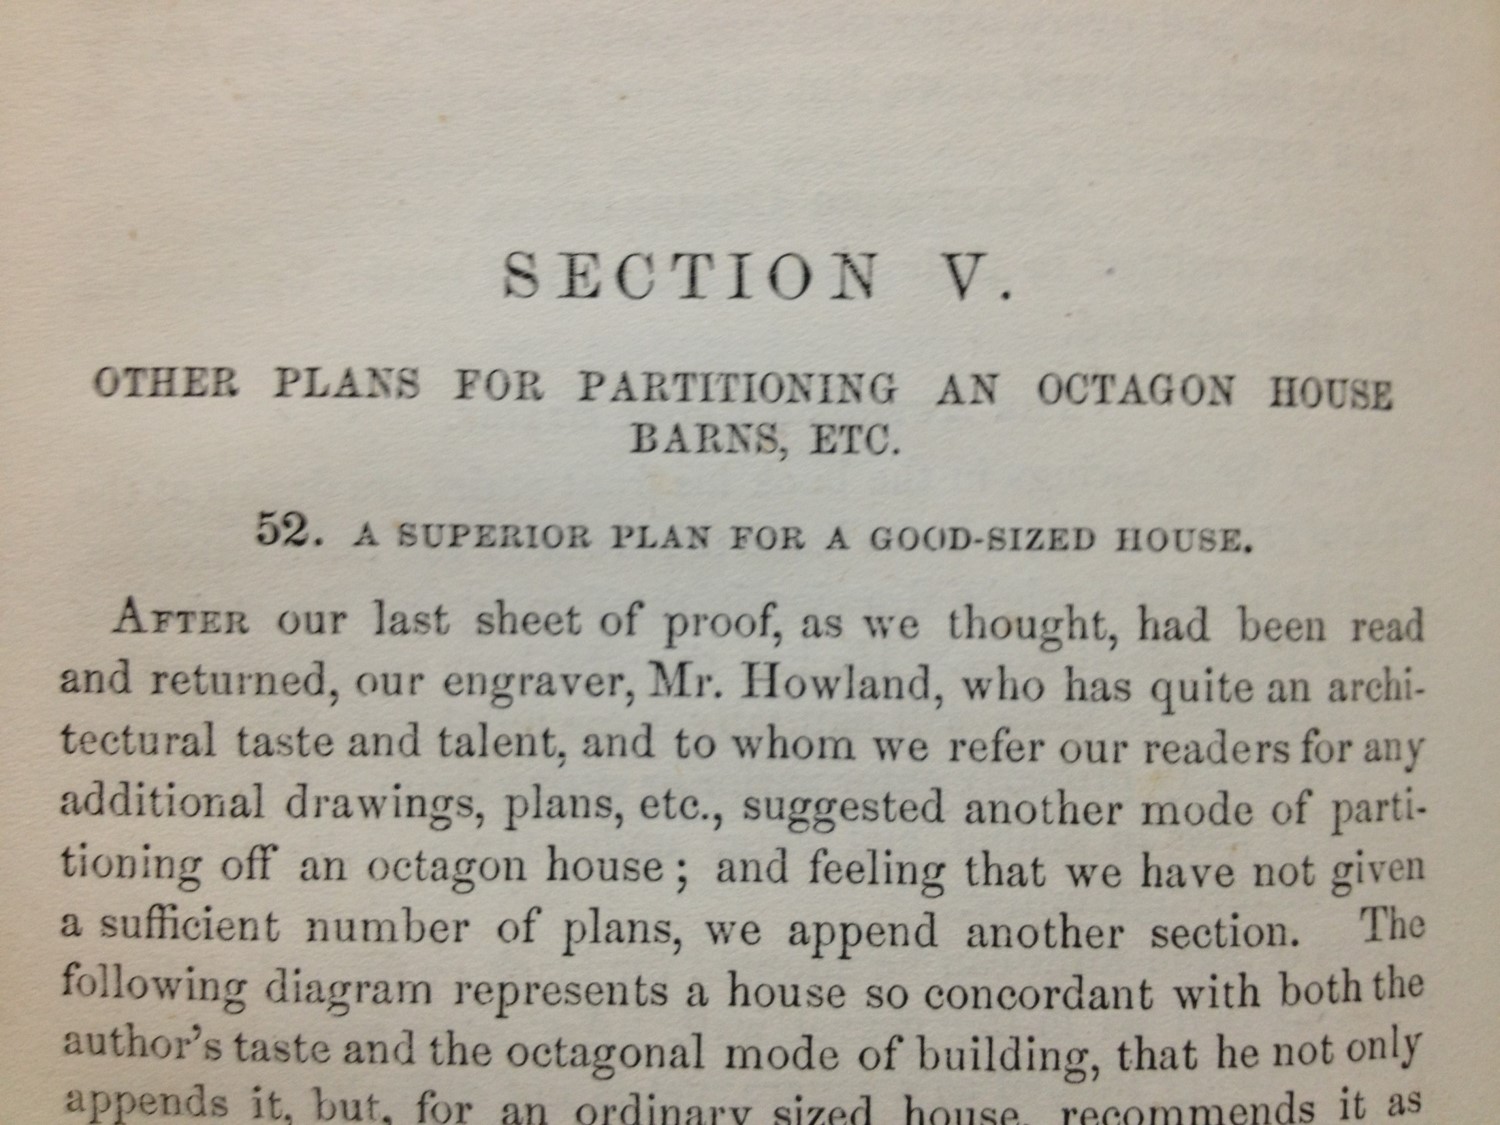 SECTION V.
OTHER PLANS FOR PARTITIONING AN OCTAGON HOUSE
BARNS, ETC.
52. A SUPERIOR PLAN FOR A GOOD-SIZED HOUSE.
AFTER our last sheet of proof, as we thought, had been read
and returned, our engraver, Mr. Howland, who has quite an archi-
tectural taste and talent, and to whom we refer our readers for any
additional drawings, plans, etc., suggested another mode of parti-
tioning off an octagon house; and feeling that we have not given
a sufficient number of plans, we append another section. The
following diagram represents a house so concordant with both the
author's taste and the octagonal mode of building, that he not only
appends it, but, for an ordinary sized house, recommends it as